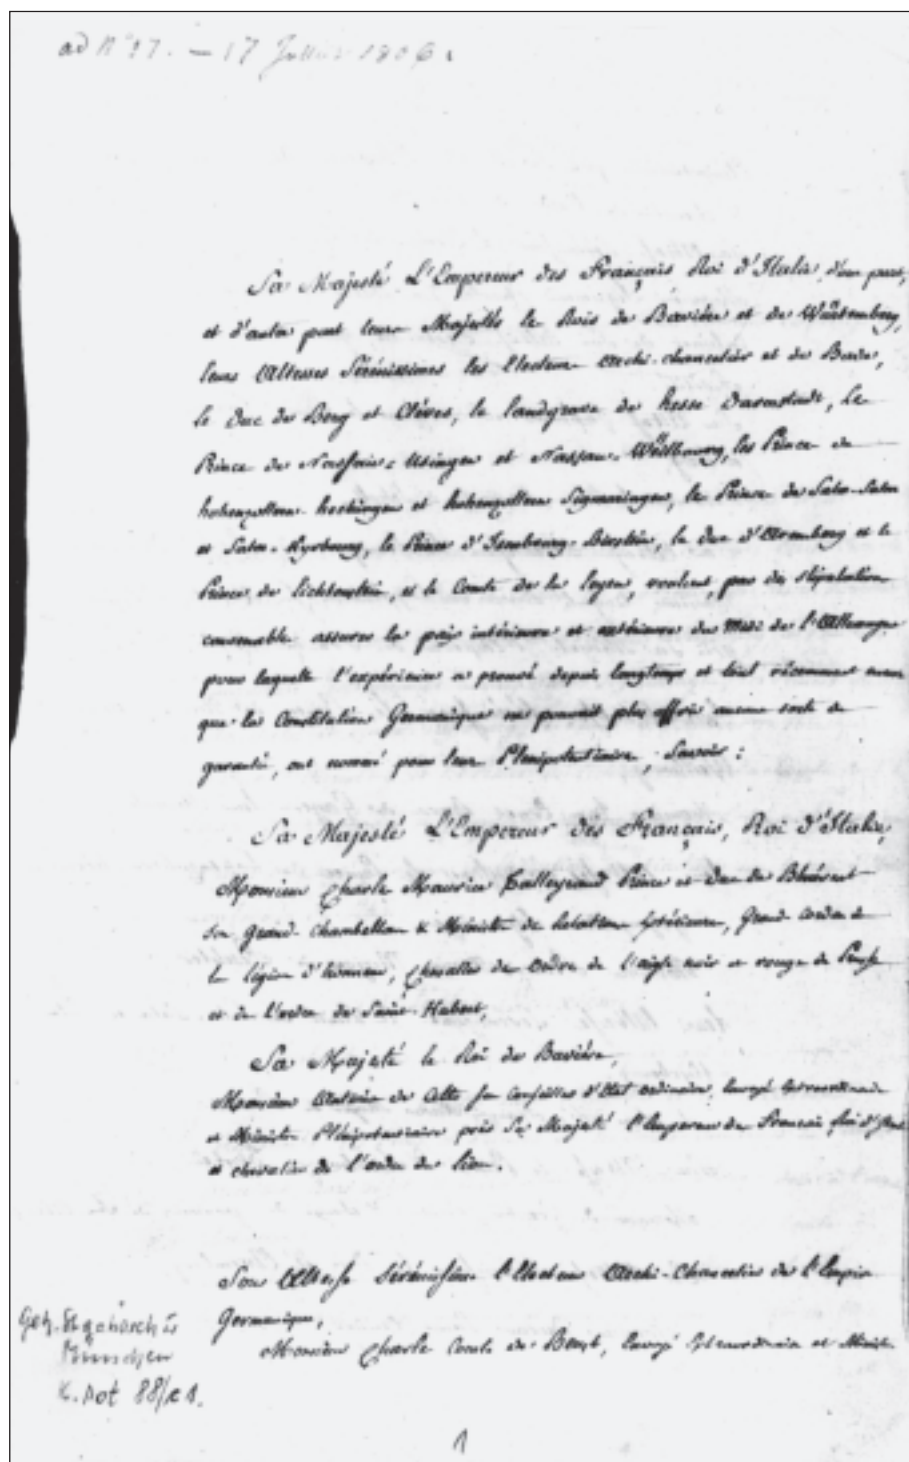 ad N° 17. — 17 Juillet 1806.
Sa Majesté L'Empereur des Français Roi d'Italie d'une part,
et d'autre part leurs Majestés les Rois de Bavière et de Würtemberg,
leurs Altesses Sérénissimes les Electeurs Archi-chancelier et de Bade,
le Duc de Berg et Clèves, le landgrave de hesse Darmstadt, Le
Prince de Nassau-Usingen et Nassau-Weilbourg, les Princes de
hohenzollern-hechingen et hohenzollern Sigmaringen, les Princes de Salm-Salm
et Salm-Kyrbourg, le Prince d'Isembourg-Birstein, le duc d'Aremberg et le
Prince de lichtenstein, et le Comte de la leyen, voulant, par des stipulations
convenables assurer la paix intérieure et extérieure du midi de l'Allemagne
pour laquelle l'expérience a prouvé depuis longtemps et tout récemment encore
que la Constitution Germanique ne pouvait plus offrir aucune sorte de
garantie, ont nommé pour leurs Plénipotentiaires, Savoir:
Sa Majesté L'Empereur des Français, Roi d'Italie,
Monsieur Charles Maurice Talleyrand Prince et Duc de Bénévent
son Grand Chambellan & Ministre des Relations Extérieures, Grand cordon de
la légion d'honneur, Chevalier des Ordres de l'aigle noir et rouge de Prusse
et de l'ordre de Saint Hubert,
Sa Majesté le Roi de Bavière,
Monsieur Antoine de Cetto son Conseiller d'Etat ordinaire, Envoyé Extraordinaire
et Ministre Plénipotentiaire près Sa Majesté l'Empereur des Français Roi d'Italie
et chevalier de l'ordre du lion.
Son Altesse Sérénissime l'Electeur Archi-Chancelier de l'Empire
Germanique,
Monsieur Charles Comte de Beust, Envoyé Extraordinaire et Ministre
München
K. Rot 88/
1